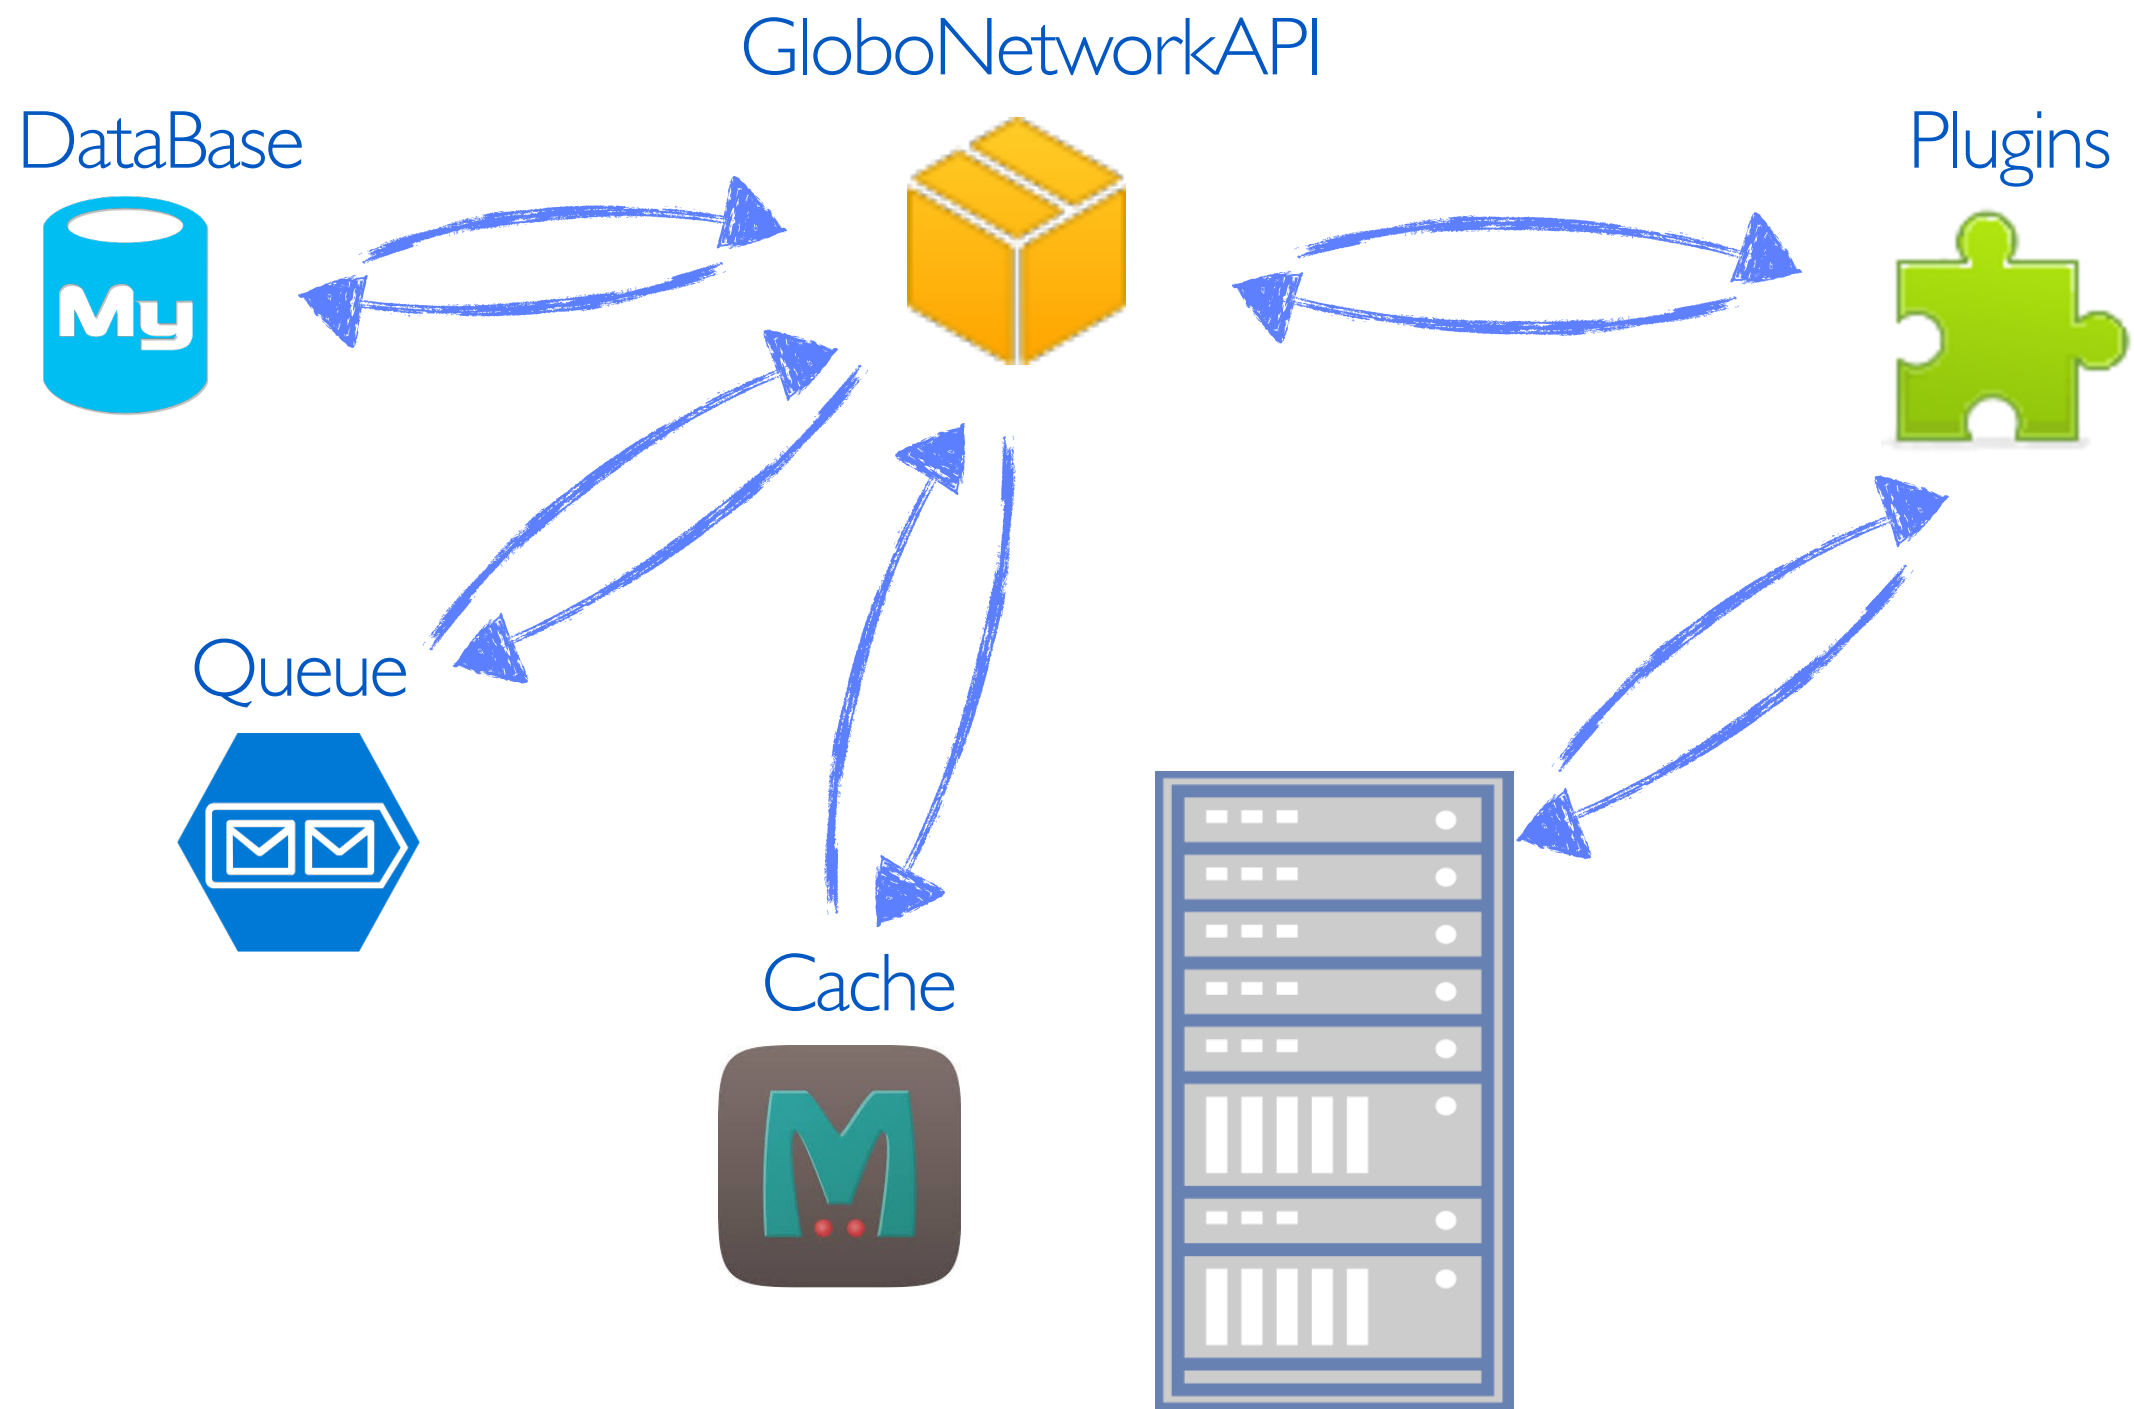 GloboNetworkAPI
DataBase
Plugins
My
Queue
Cache
M